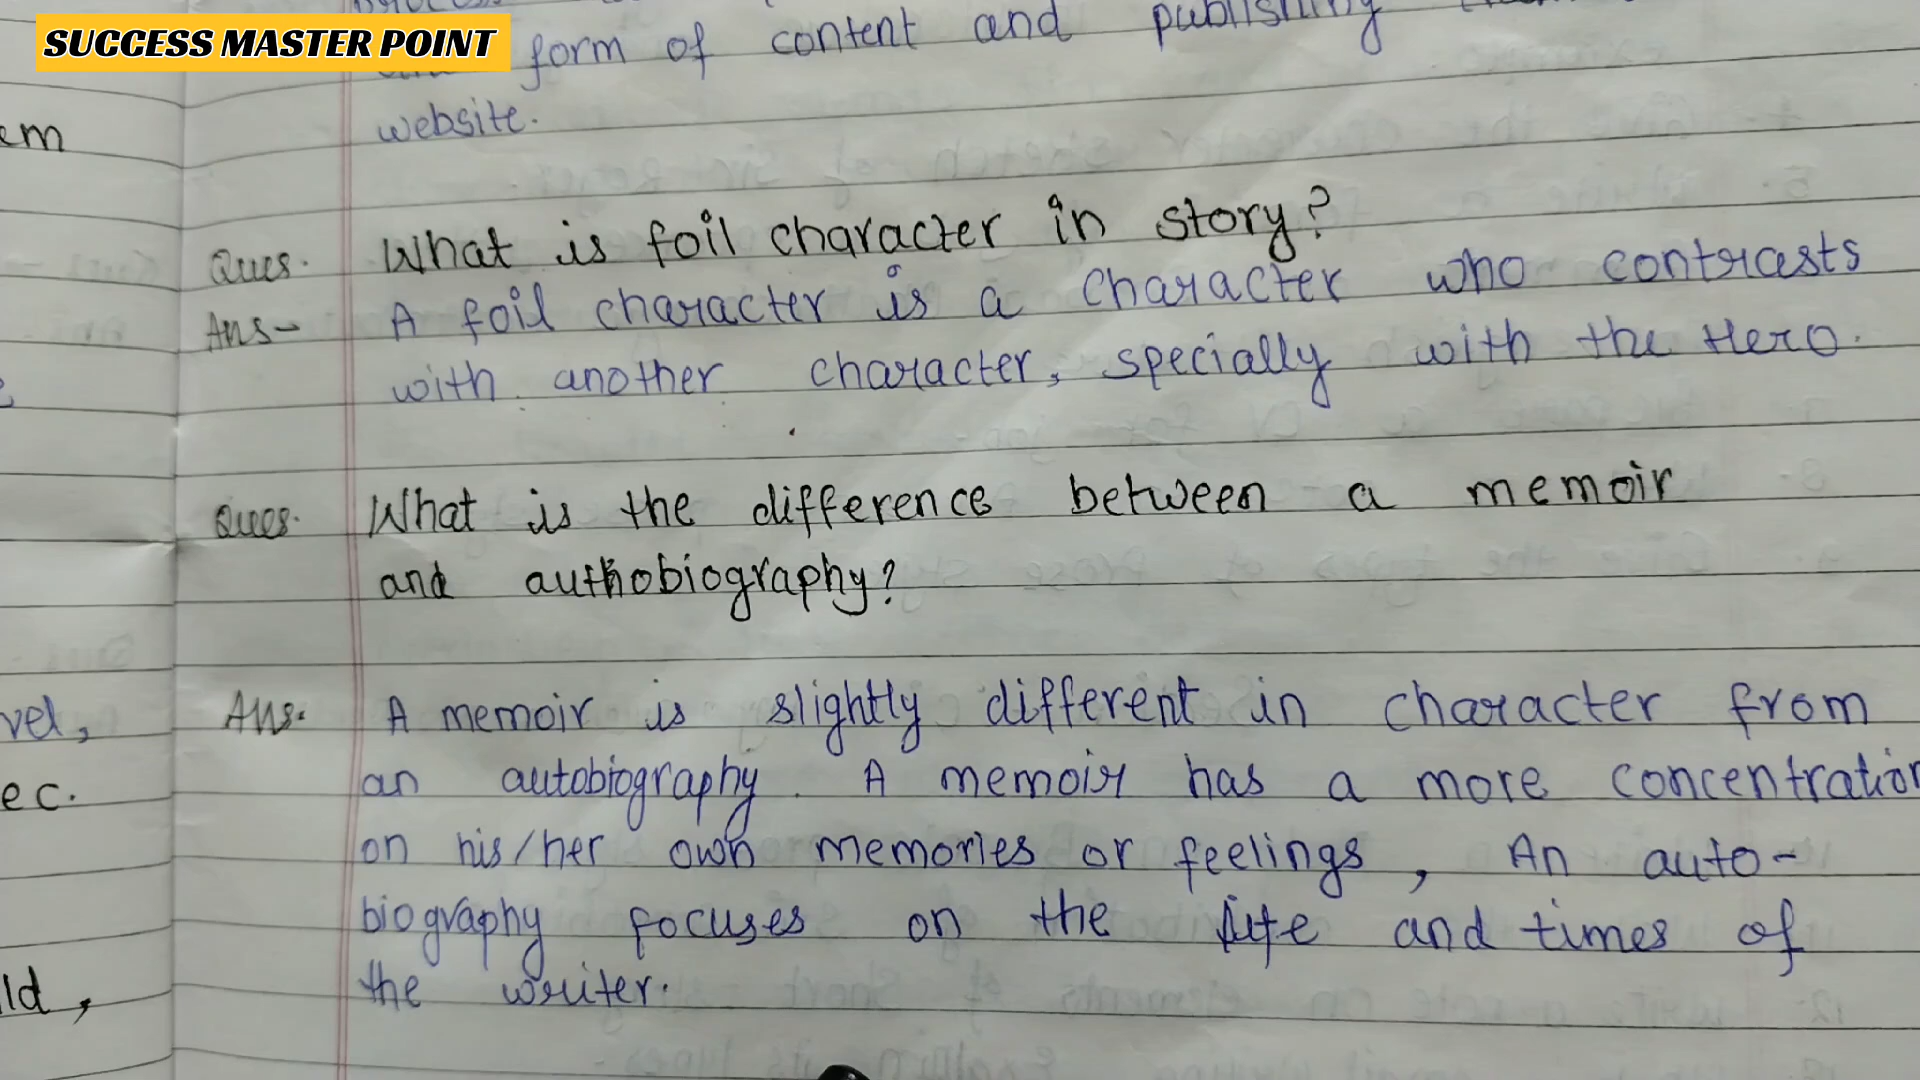 SUCCESS MASTER POINT
form of content and publishing
website.
em
Ques. What is foil character in story?
Ans- A foil character is a character who contrasts
with another character, specially with the Hero.
Ques. What is the difference between a memoir
and authobiography?
vel,
Ans. A memoir is slightly different in character from
an autobiography. A memoir has a more concentration
ec.
on his/her own memories or feelings, An auto-
biography focuses on the life and times of
the writer.
ld,